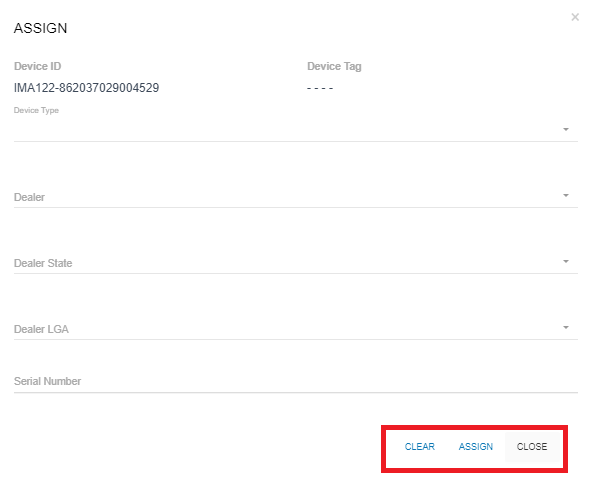 ×
ASSIGN
Device ID
Device Tag
IMA122-862037029004529
- - - -
Device Type
Dealer
Dealer State
Dealer LGA
Serial Number
CLEAR ASSIGN CLOSE